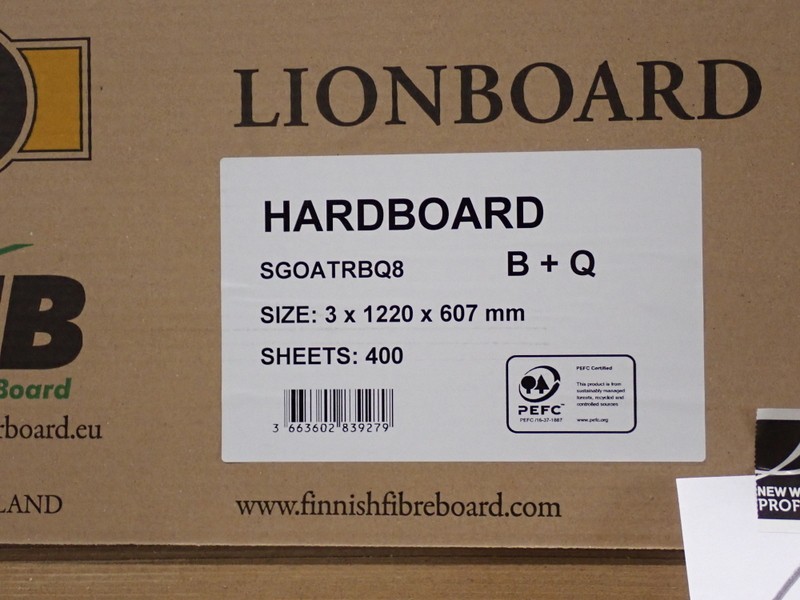 LIONBOARD
HARDBOARD
SGOATRBQ8
B + Q
SIZE: 3 x 1220 x 607 mm
SHEETS: 400
3 663602 839279
PEFC™
PEFC /16-37-1887
PEFC Certified
This product is from
sustainably managed
forests, recycled and
controlled sources
www.pefc.org
B
Board
rboard.eu
LAND
www.finnishfibreboard.com
NEW W
PROF